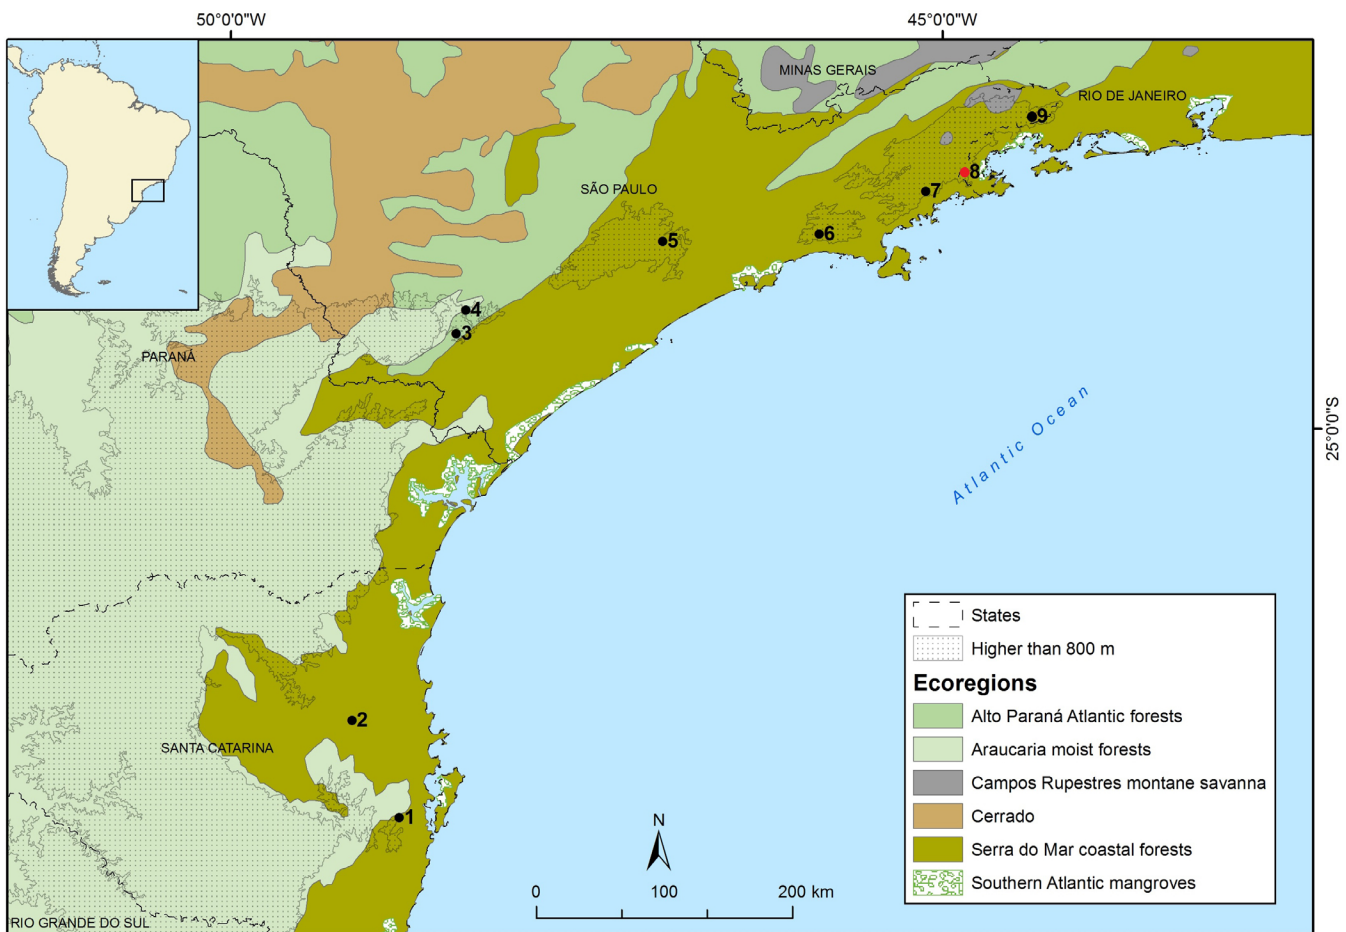 50°0'0"W
45°0'0"W
MINAS GERAIS
RIO DE JANEIRO
9
SÃO PAULO
8
7
5
6
4
3
PARANÁ
25°0'0"S
Atlantic Ocean
2
SANTA CATARINA
1
RIO GRANDE DO SUL
N
0
100
200 km
States
Higher than 800 m
Ecoregions
Alto Paraná Atlantic forests
Araucaria moist forests
Campos Rupestres montane savanna
Cerrado
Serra do Mar coastal forests
Southern Atlantic mangroves